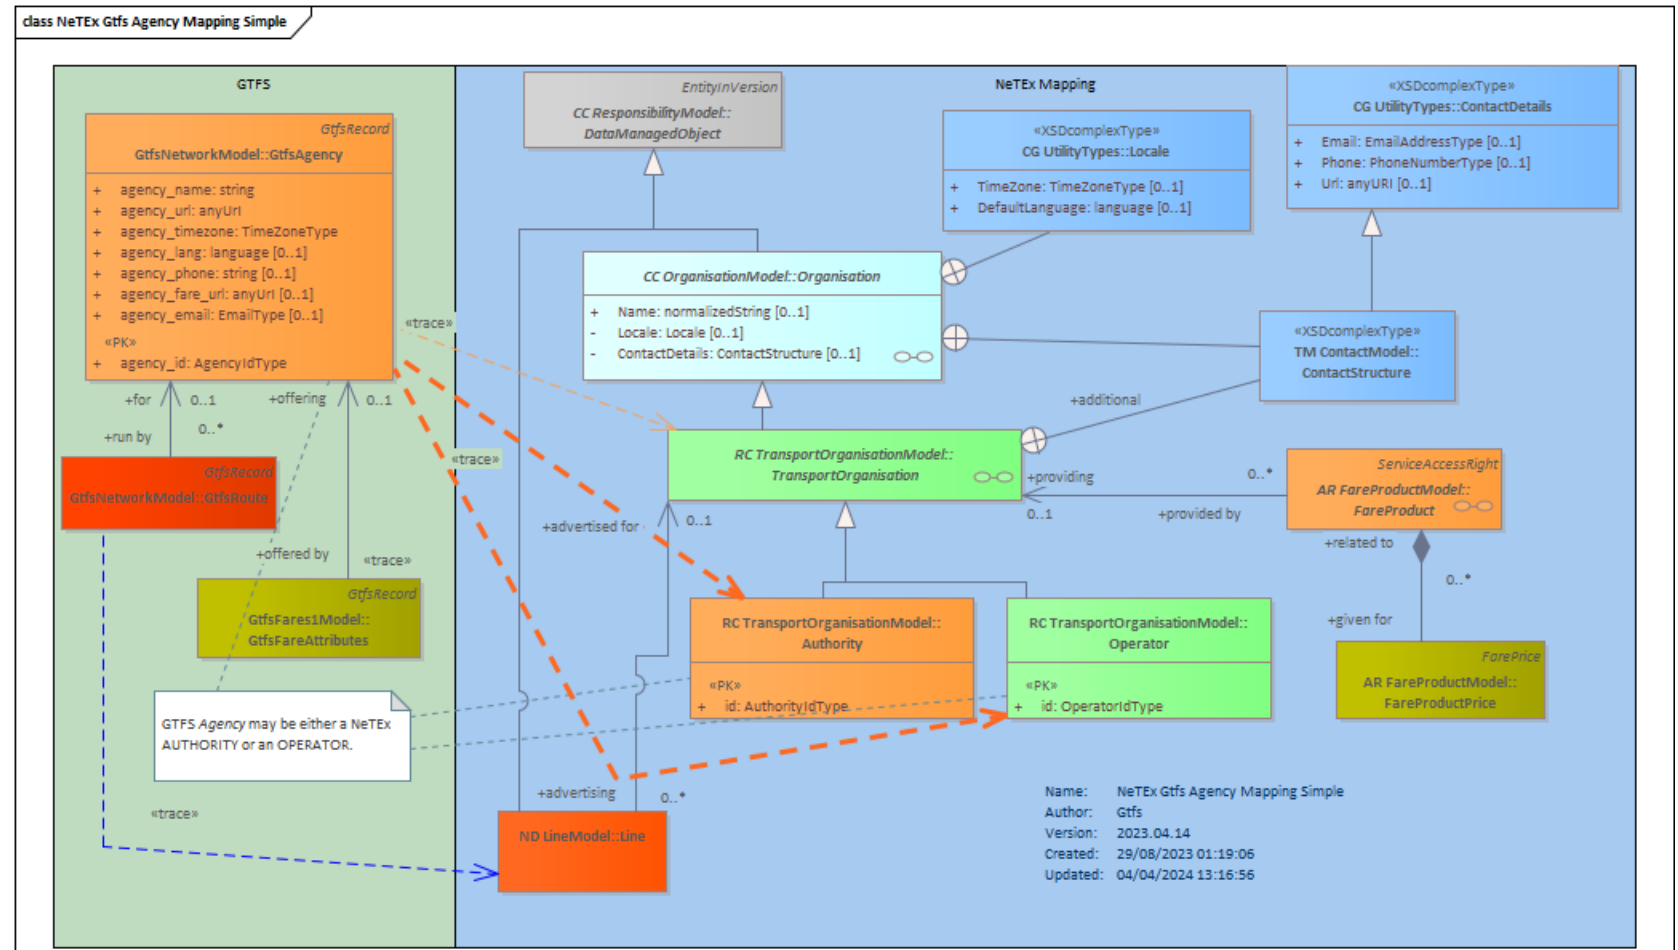 class NeTEx Gtfs Agency Mapping Simple
GTFS
GtfsRecord
GtfsNetworkModel::GtfsAgency
+ agency_name: string
+ agency_url: anyUrl
+ agency_timezone: TimeZoneType
+ agency_lang: language [0..1]
+ agency_phone: string [0..1]
+ agency_fare_url: anyUrl [0..1]
+ agency_email: EmailType [0..1]
«PK»
+ agency_id: AgencyIdType
+for
0..1
+offering
0..1
+run by
0..*
GtfsRecord
GtfsNetworkModel::GtfsRoute
+offered by
«trace»
GtfsRecord
GtfsFares1Model::
GtfsFareAttributes
GTFS Agency may be either a NeTEx
AUTHORITY or an OPERATOR.
«trace»
«trace»
«trace»
NeTEx Mapping
EntityInVersion
CC ResponsibilityModel::
DataManagedObject
«XSDcomplexType»
CG UtilityTypes::Locale
+ TimeZone: TimeZoneType [0..1]
+ DefaultLanguage: language [0..1]
«XSDcomplexType»
CG UtilityTypes::ContactDetails
+ Email: EmailAddressType [0..1]
+ Phone: PhoneNumberType [0..1]
+ Url: anyURI [0..1]
CC OrganisationModel::Organisation
+ Name: normalizedString [0..1]
- Locale: Locale [0..1]
- ContactDetails: ContactStructure [0..1]
«XSDcomplexType»
TM ContactModel::
ContactStructure
+additional
RC TransportOrganisationModel::
TransportOrganisation
+providing
0..1
0..*
+provided by
ServiceAccessRight
AR FareProductModel::
FareProduct
+related to
0..*
+given for
FarePrice
AR FareProductModel::
FareProductPrice
+advertised for
0..1
RC TransportOrganisationModel::
Authority
«PK»
+ id: AuthorityIdType
RC TransportOrganisationModel::
Operator
«PK»
+ id: OperatorIdType
+advertising
0..*
ND LineModel::Line
Name: NeTEx Gtfs Agency Mapping Simple
Author: Gtfs
Version: 2023.04.14
Created: 29/08/2023 01:19:06
Updated: 04/04/2024 13:16:56